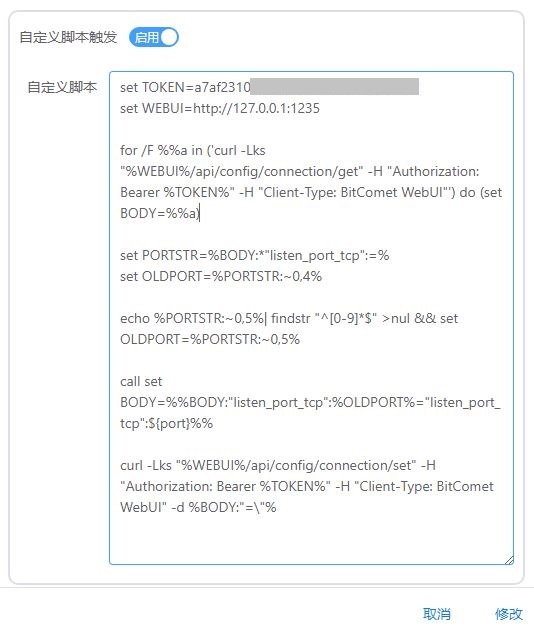 自定义脚本触发 启用
自定义脚本
set TOKEN=a7af2310
set WEBUI=http://127.0.0.1:1235
for /F %%a in ('curl -Lks
"%WEBUI%/api/config/connection/get" -H "Authorization:
Bearer %TOKEN%" -H "Client-Type: BitComet WebUI"') do (set
BODY=%%a)
set PORTSTR=%BODY:*"listen_port_tcp":=%
set OLDPORT=%PORTSTR:~0,4%
echo %PORTSTR:~0,5%| findstr "^[0-9]*$" >nul && set
OLDPORT=%PORTSTR:~0,5%
call set
BODY=%%BODY:"listen_port_tcp":%OLDPORT%="listen_port_
tcp":${port}%%
curl -Lks "%WEBUI%/api/config/connection/set" -H
"Authorization: Bearer %TOKEN%" -H "Client-Type: BitComet
WebUI" -d %BODY:"=\"%
取消 修改